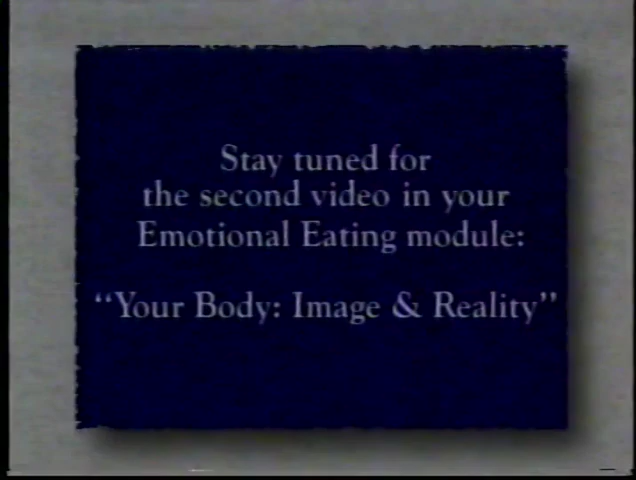 Stay tuned for
the second video in your
Emotional Eating module:
“Your Body: Image & Reality”